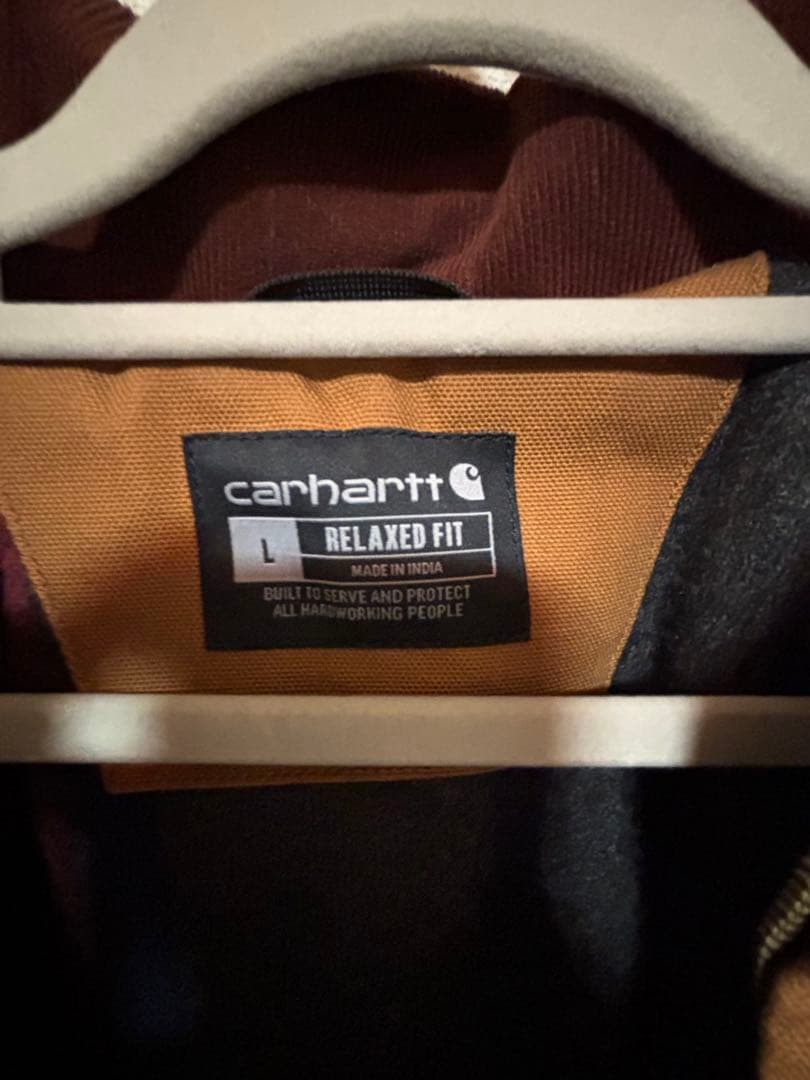 carhartt
L RELAXED FIT
MADE IN INDIA
BUILT TO SERVE AND PROTECT
ALL HARDWORKING PEOPLE